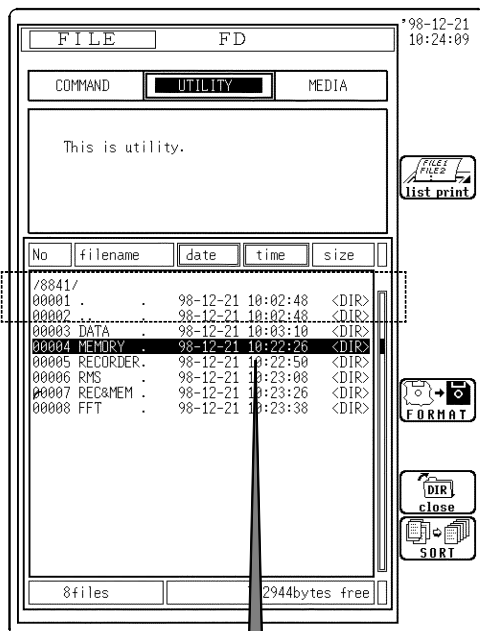 '98-12-21
10:24:09
FILE FD
COMMAND UTILITY MEDIA
This is utility.
FILE1
FILE2
list print
No filename date time size
/8841/
00001 . . 98-12-21 10:02:48 <DIR>
00002 .. . 98-12-21 10:02:48 <DIR>
00003 DATA . 98-12-21 10:03:10 <DIR>
00004 MEMORY . 98-12-21 10:22:26 <DIR>
00005 RECORDER. 98-12-21 10:22:50 <DIR>
00006 RMS . 98-12-21 10:23:08 <DIR>
00007 REC&MEM . 98-12-21 10:23:26 <DIR>
00008 FFT . 98-12-21 10:23:38 <DIR>
FORMAT
DIR
close
SORT
8files 2944bytes free